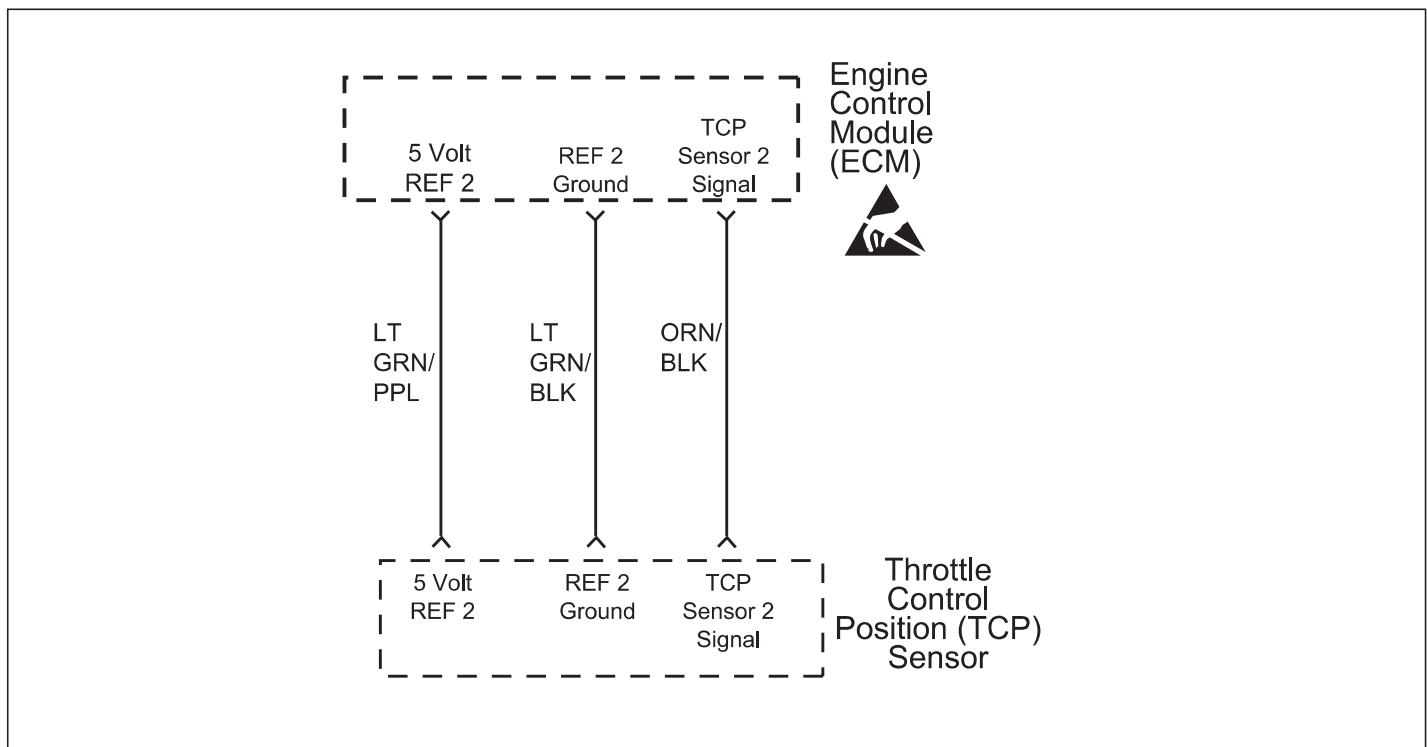 Engine
Control
Module
(ECM)
5 Volt
REF 2
REF 2
Ground
TCP
Sensor 2
Signal
LT
GRN/
PPL
LT
GRN/
BLK
ORN/
BLK
5 Volt
REF 2
REF 2
Ground
TCP
Sensor 2
Signal
Throttle
Control
Position (TCP)
Sensor